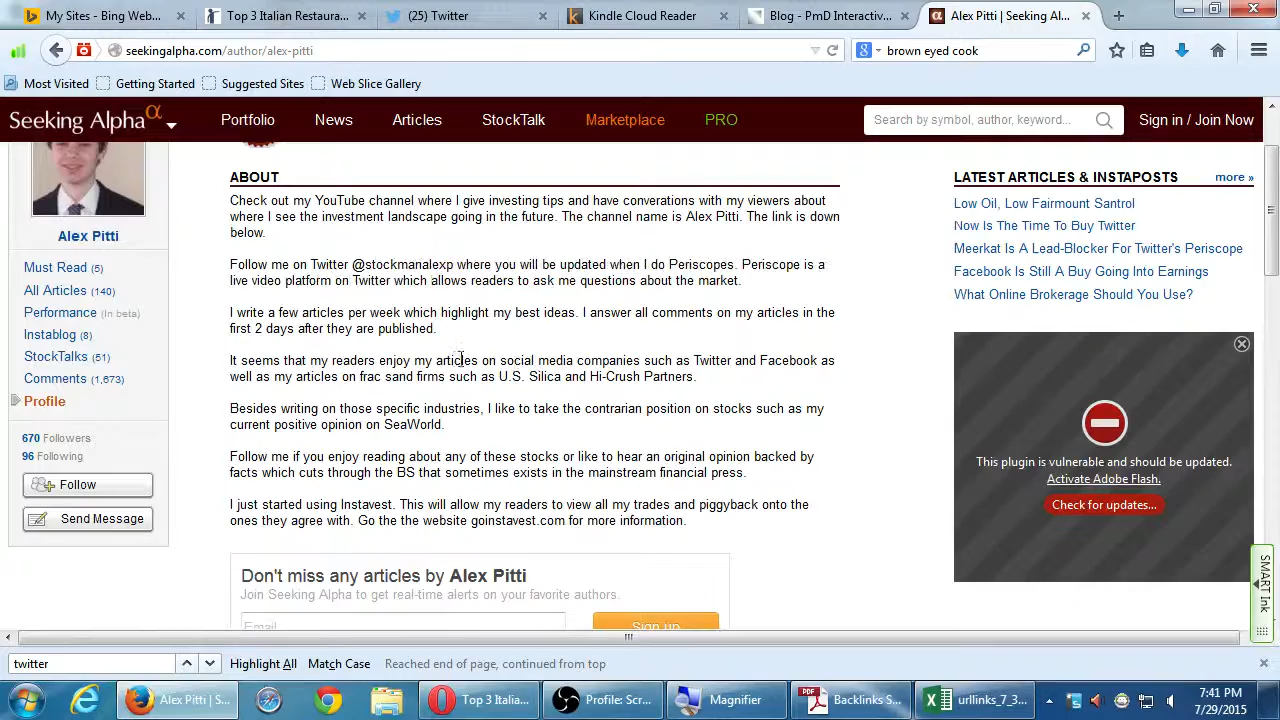 My Sites - Bing Web...
Top 3 Italian Restaura...
(25) Twitter
Kindle Cloud Reader
Blog - PmD Interactiv...
Alex Pitti | Seeking Al...
seekingalpha.com/author/alex-pitti
brown eyed cook
Most Visited
Getting Started
Suggested Sites
Web Slice Gallery
Seeking Alpha α
Portfolio
News
Articles
StockTalk
Marketplace
PRO
Search by symbol, author, keyword...
Sign in / Join Now
Alex Pitti
Must Read (5)
All Articles (140)
Performance (In beta)
Instablog (8)
StockTalks (51)
Comments (1,673)
Profile
670 Followers
96 Following
Follow
Send Message
ABOUT
Check out my YouTube channel where I give investing tips and have converations with my viewers about
where I see the investment landscape going in the future. The channel name is Alex Pitti. The link is down
below.
Follow me on Twitter @stockmanalexp where you will be updated when I do Periscopes. Periscope is a
live video platform on Twitter which allows readers to ask me questions about the market.
I write a few articles per week which highlight my best ideas. I answer all comments on my articles in the
first 2 days after they are published.
It seems that my readers enjoy my articles on social media companies such as Twitter and Facebook as
well as my articles on frac sand firms such as U.S. Silica and Hi-Crush Partners.
Besides writing on those specific industries, I like to take the contrarian position on stocks such as my
current positive opinion on SeaWorld.
Follow me if you enjoy reading about any of these stocks or like to hear an original opinion backed by
facts which cuts through the BS that sometimes exists in the mainstream financial press.
I just started using Instavest. This will allow my readers to view all my trades and piggyback onto the
ones they agree with. Go the the website goinstavest.com for more information.
Don't miss any articles by Alex Pitti
Join Seeking Alpha to get real-time alerts on your favorite authors.
Email
Sign up
LATEST ARTICLES & INSTAPOSTS
more »
Low Oil, Low Fairmount Santrol
Now Is The Time To Buy Twitter
Meerkat Is A Lead-Blocker For Twitter's Periscope
Facebook Is Still A Buy Going Into Earnings
What Online Brokerage Should You Use?
This plugin is vulnerable and should be updated.
Activate Adobe Flash.
Check for updates...
SMART Ink
twitter
Highlight All
Match Case
Reached end of page, continued from top
Alex Pitti | S...
Top 3 Italia...
Profile: Scr...
Magnifier
Backlinks S...
urllinks_7_3...
7:41 PM
7/29/2015